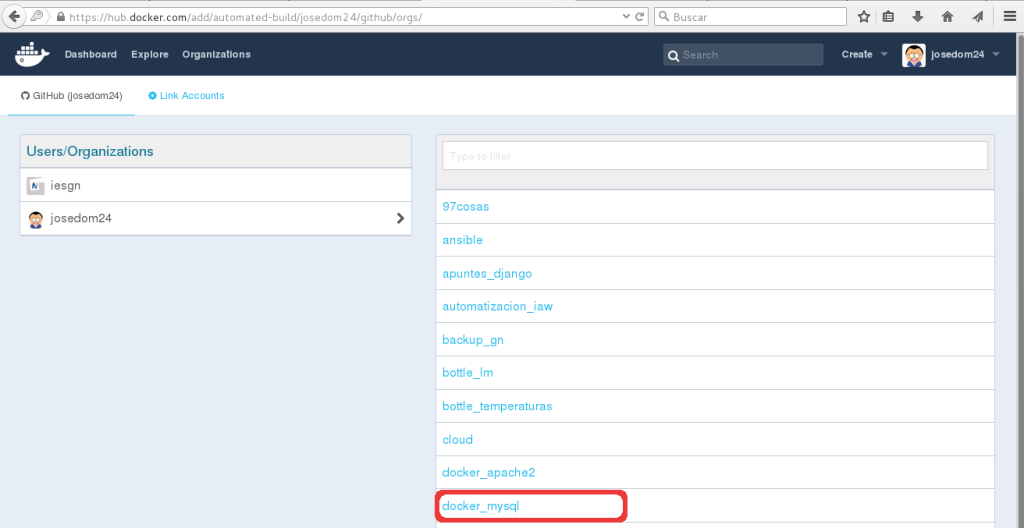 https://hub.docker.com/add/automated-build/josedom24/github/orgs/
Buscar
Dashboard Explore Organizations
Search
Create
josedom24
GitHub (josedom24)
Link Accounts
Users/Organizations
iesgn
josedom24
Type to filter
97cosas
ansible
apuntes_django
automatizacion_iaw
backup_gn
bottle_lm
bottle_temperaturas
cloud
docker_apache2
docker_mysql